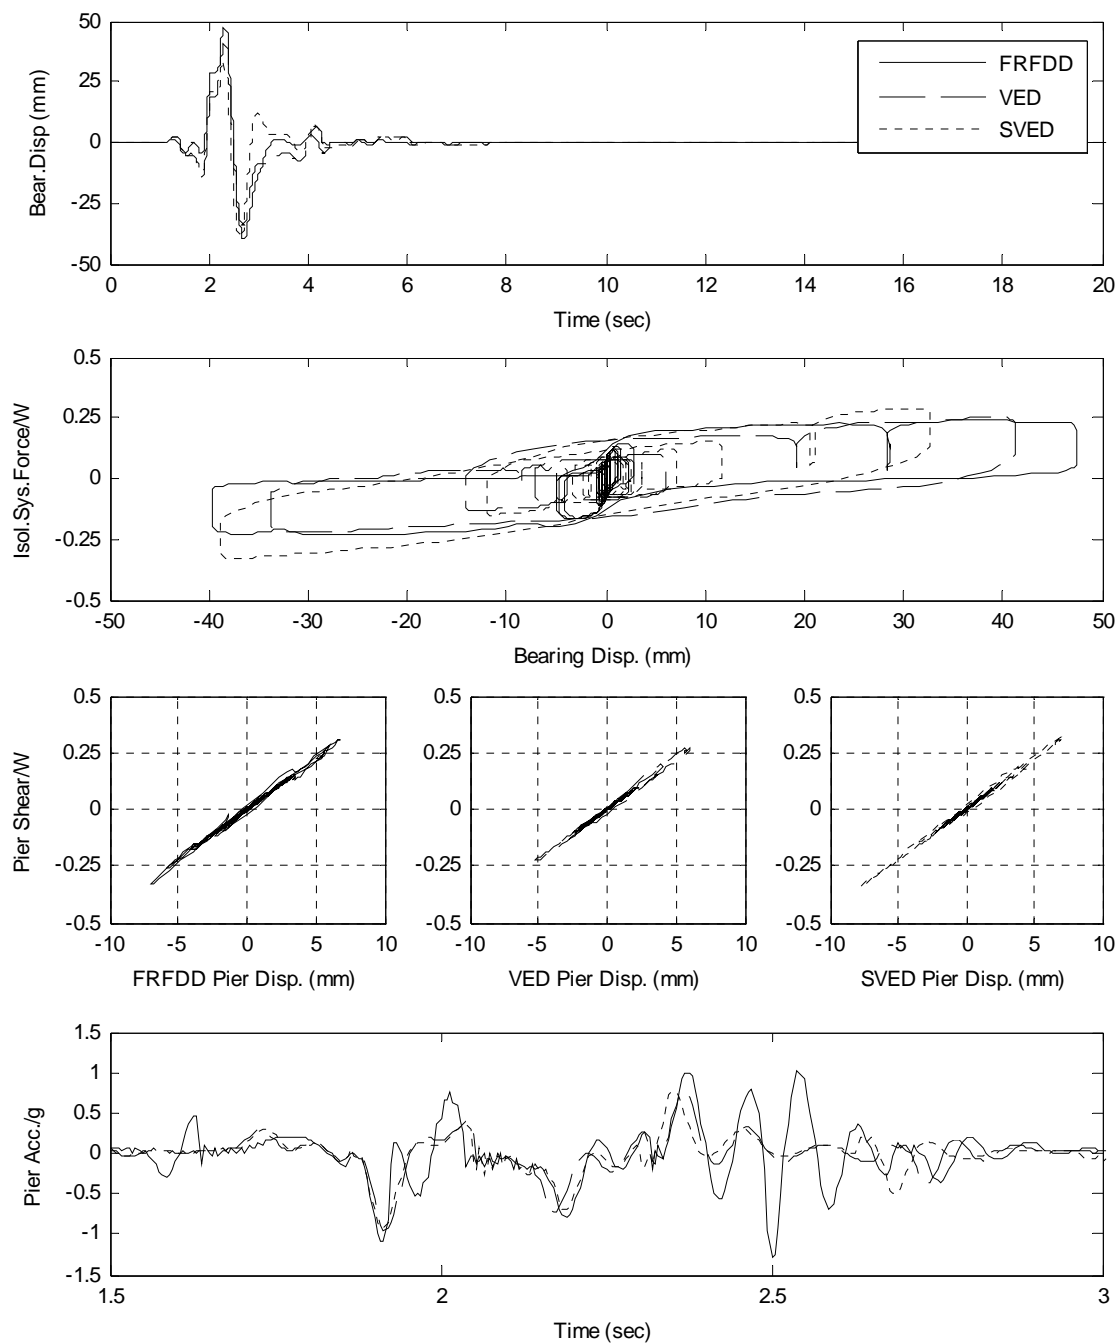 50
25
0
-25
-50
Bear.Disp (mm)
FRFDD
VED
SVED
0 2 4 6 8 10 12 14 16 18 20
Time (sec)
0.5
0.25
0
-0.25
-0.5
Isol.Sys.Force/W
-50 -40 -30 -20 -10 0 10 20 30 40 50
Bearing Disp. (mm)
0.5
0.25
0
-0.25
-0.5
Pier Shear/W
-10 -5 0 5 10
FRFDD Pier Disp. (mm)
0.5
0.25
0
-0.25
-0.5
-10 -5 0 5 10
VED Pier Disp. (mm)
0.5
0.25
0
-0.25
-0.5
-10 -5 0 5 10
SVED Pier Disp. (mm)
1.5
1
0.5
0
-0.5
-1
-1.5
Pier Acc./g
1.5 2 2.5 3
Time (sec)